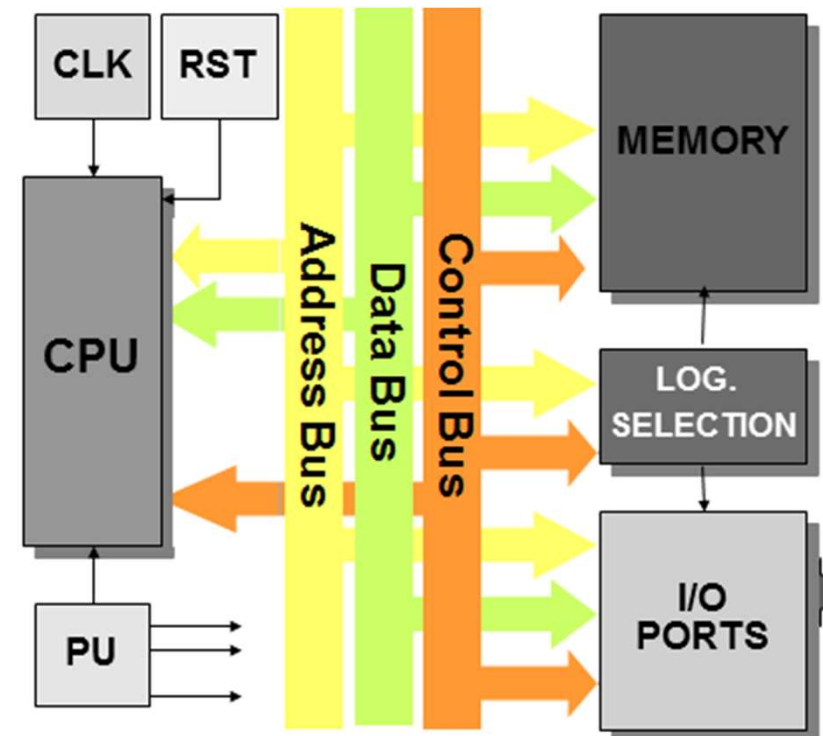 CLK
RST
MEMORY
Address Bus
Data Bus
Control Bus
CPU
LOG.
SELECTION
PU
I/O
PORTS